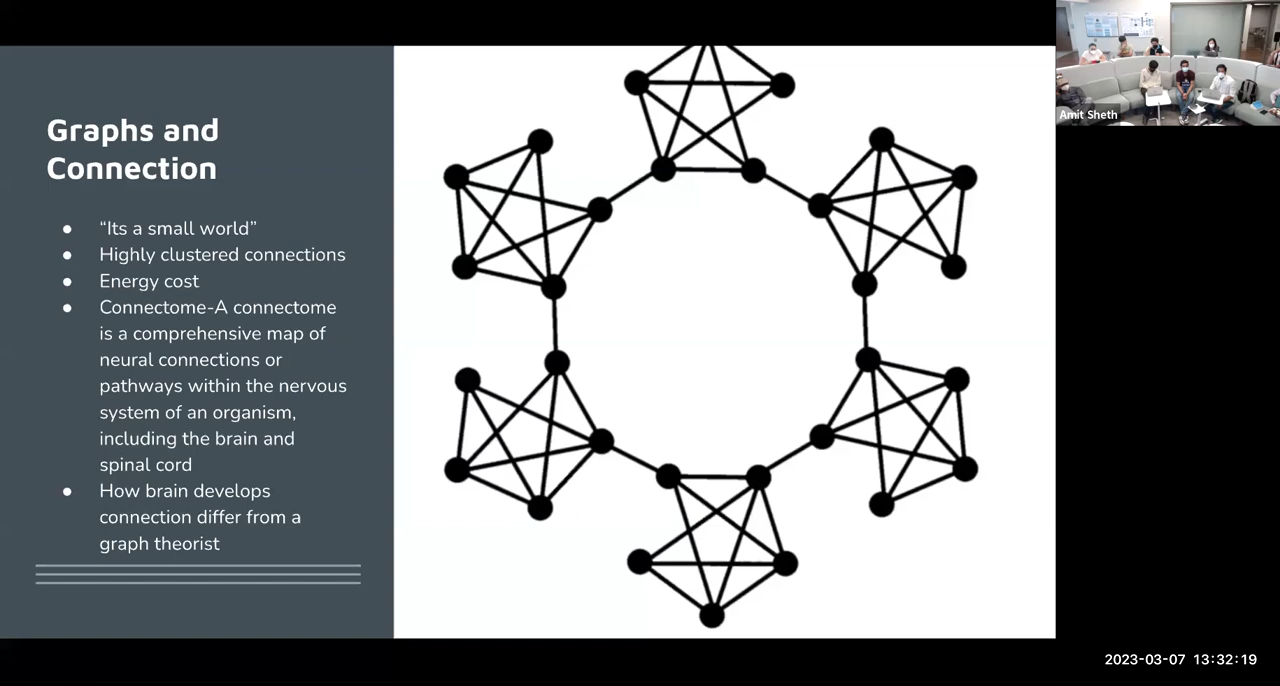 Graphs and
Connection
● “Its a small world”
● Highly clustered connections
● Energy cost
● Connectome-A connectome
is a comprehensive map of
neural connections or
pathways within the nervous
system of an organism,
including the brain and
spinal cord
● How brain develops
connection differ from a
graph theorist
Amit Sheth
2023-03-07 13:32:19